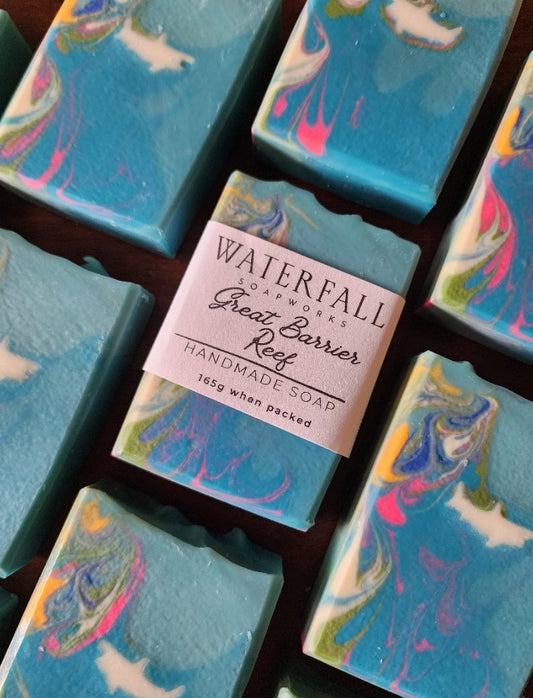 WATERFALL
SOAPWORKS
Great Barrier
Reef
HANDMADE SOAP
165g when packed